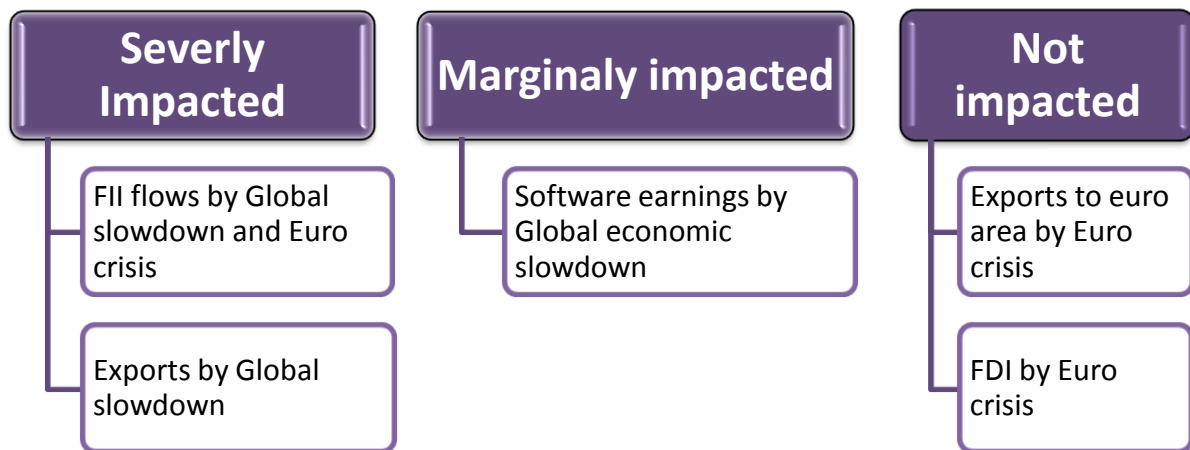 Severly
Impacted
FII flows by Global
slowdown and Euro
crisis
Exports by Global
slowdown
Marginaly impacted
Software earnings by
Global economic
slowdown
Not
impacted
Exports to euro
area by Euro
crisis
FDI by Euro
crisis